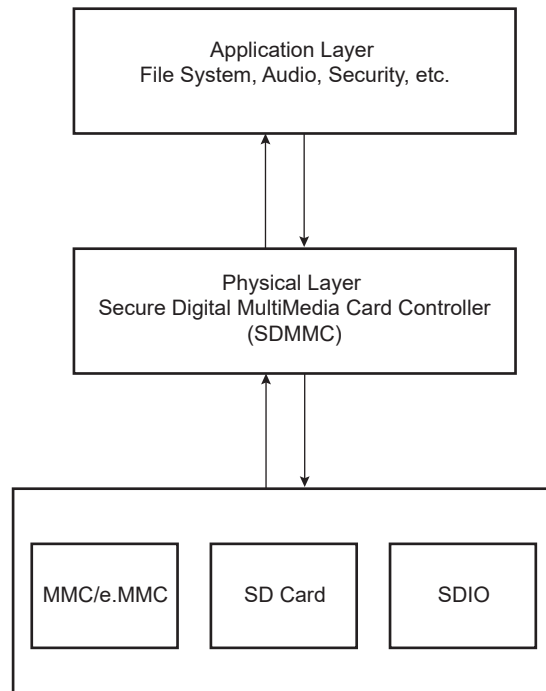 Application Layer
File System, Audio, Security, etc.
Physical Layer
Secure Digital MultiMedia Card Controller
(SDMMC)
MMC/e.MMC
SD Card
SDIO